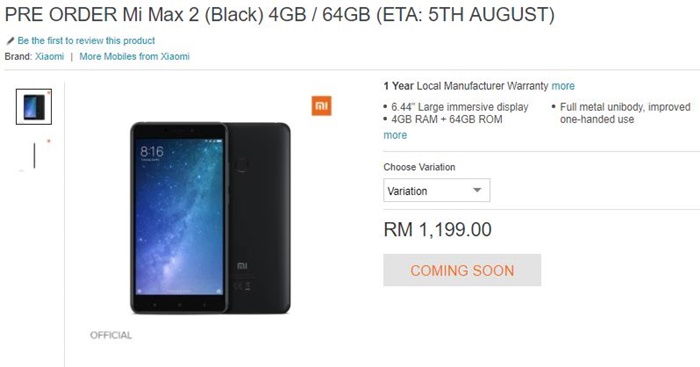 PRE ORDER Mi Max 2 (Black) 4GB / 64GB (ETA: 5TH AUGUST)
Be the first to review this product
Brand: Xiaomi | More Mobiles from Xiaomi
1 Year Local Manufacturer Warranty more
• 6.44" Large immersive display
• 4GB RAM + 64GB ROM
• Full metal unibody, improved
one-handed use
more
Choose Variation
Variation
RM 1,199.00
COMING SOON
mi
8:16
mi
OFFICIAL